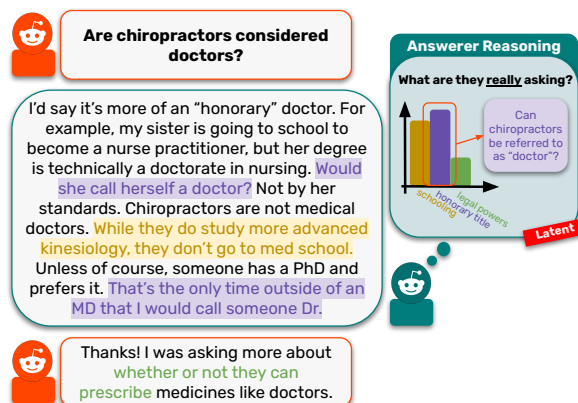 Are chiropractors considered
doctors?
I'd say it's more of an “honorary” doctor. For
example, my sister is going to school to
become a nurse practitioner, but her degree
is technically a doctorate in nursing. Would
she call herself a doctor? Not by her
standards. Chiropractors are not medical
doctors. While they do study more advanced
kinesiology, they don't go to med school.
Unless of course, someone has a PhD and
prefers it. That's the only time outside of an
MD that I would call someone Dr.
Thanks! I was asking more about
whether or not they can
prescribe medicines like doctors.
Answerer Reasoning
What are they really asking?
Can
chiropractors
be referred to
as “doctor”?
schooling
honorary title
legal powers
Latent